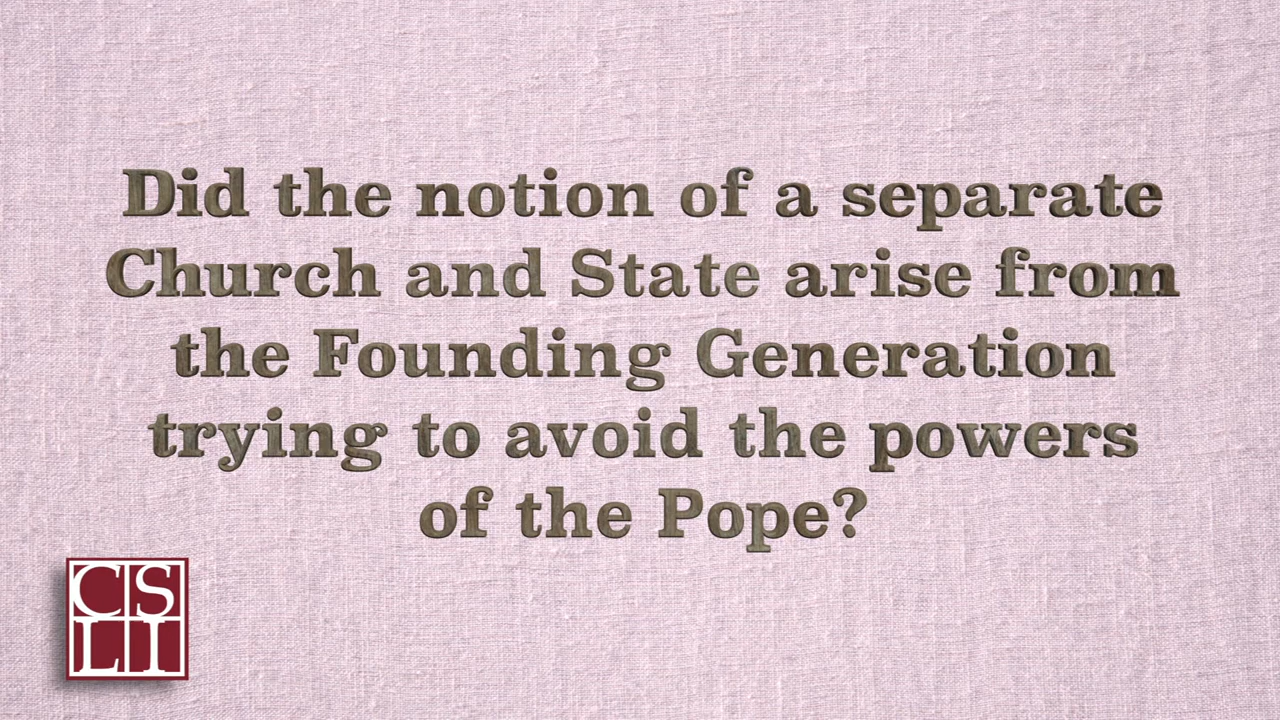 Did the notion of a separate
Church and State arise from
the Founding Generation
trying to avoid the powers
of the Pope?
CS
LI